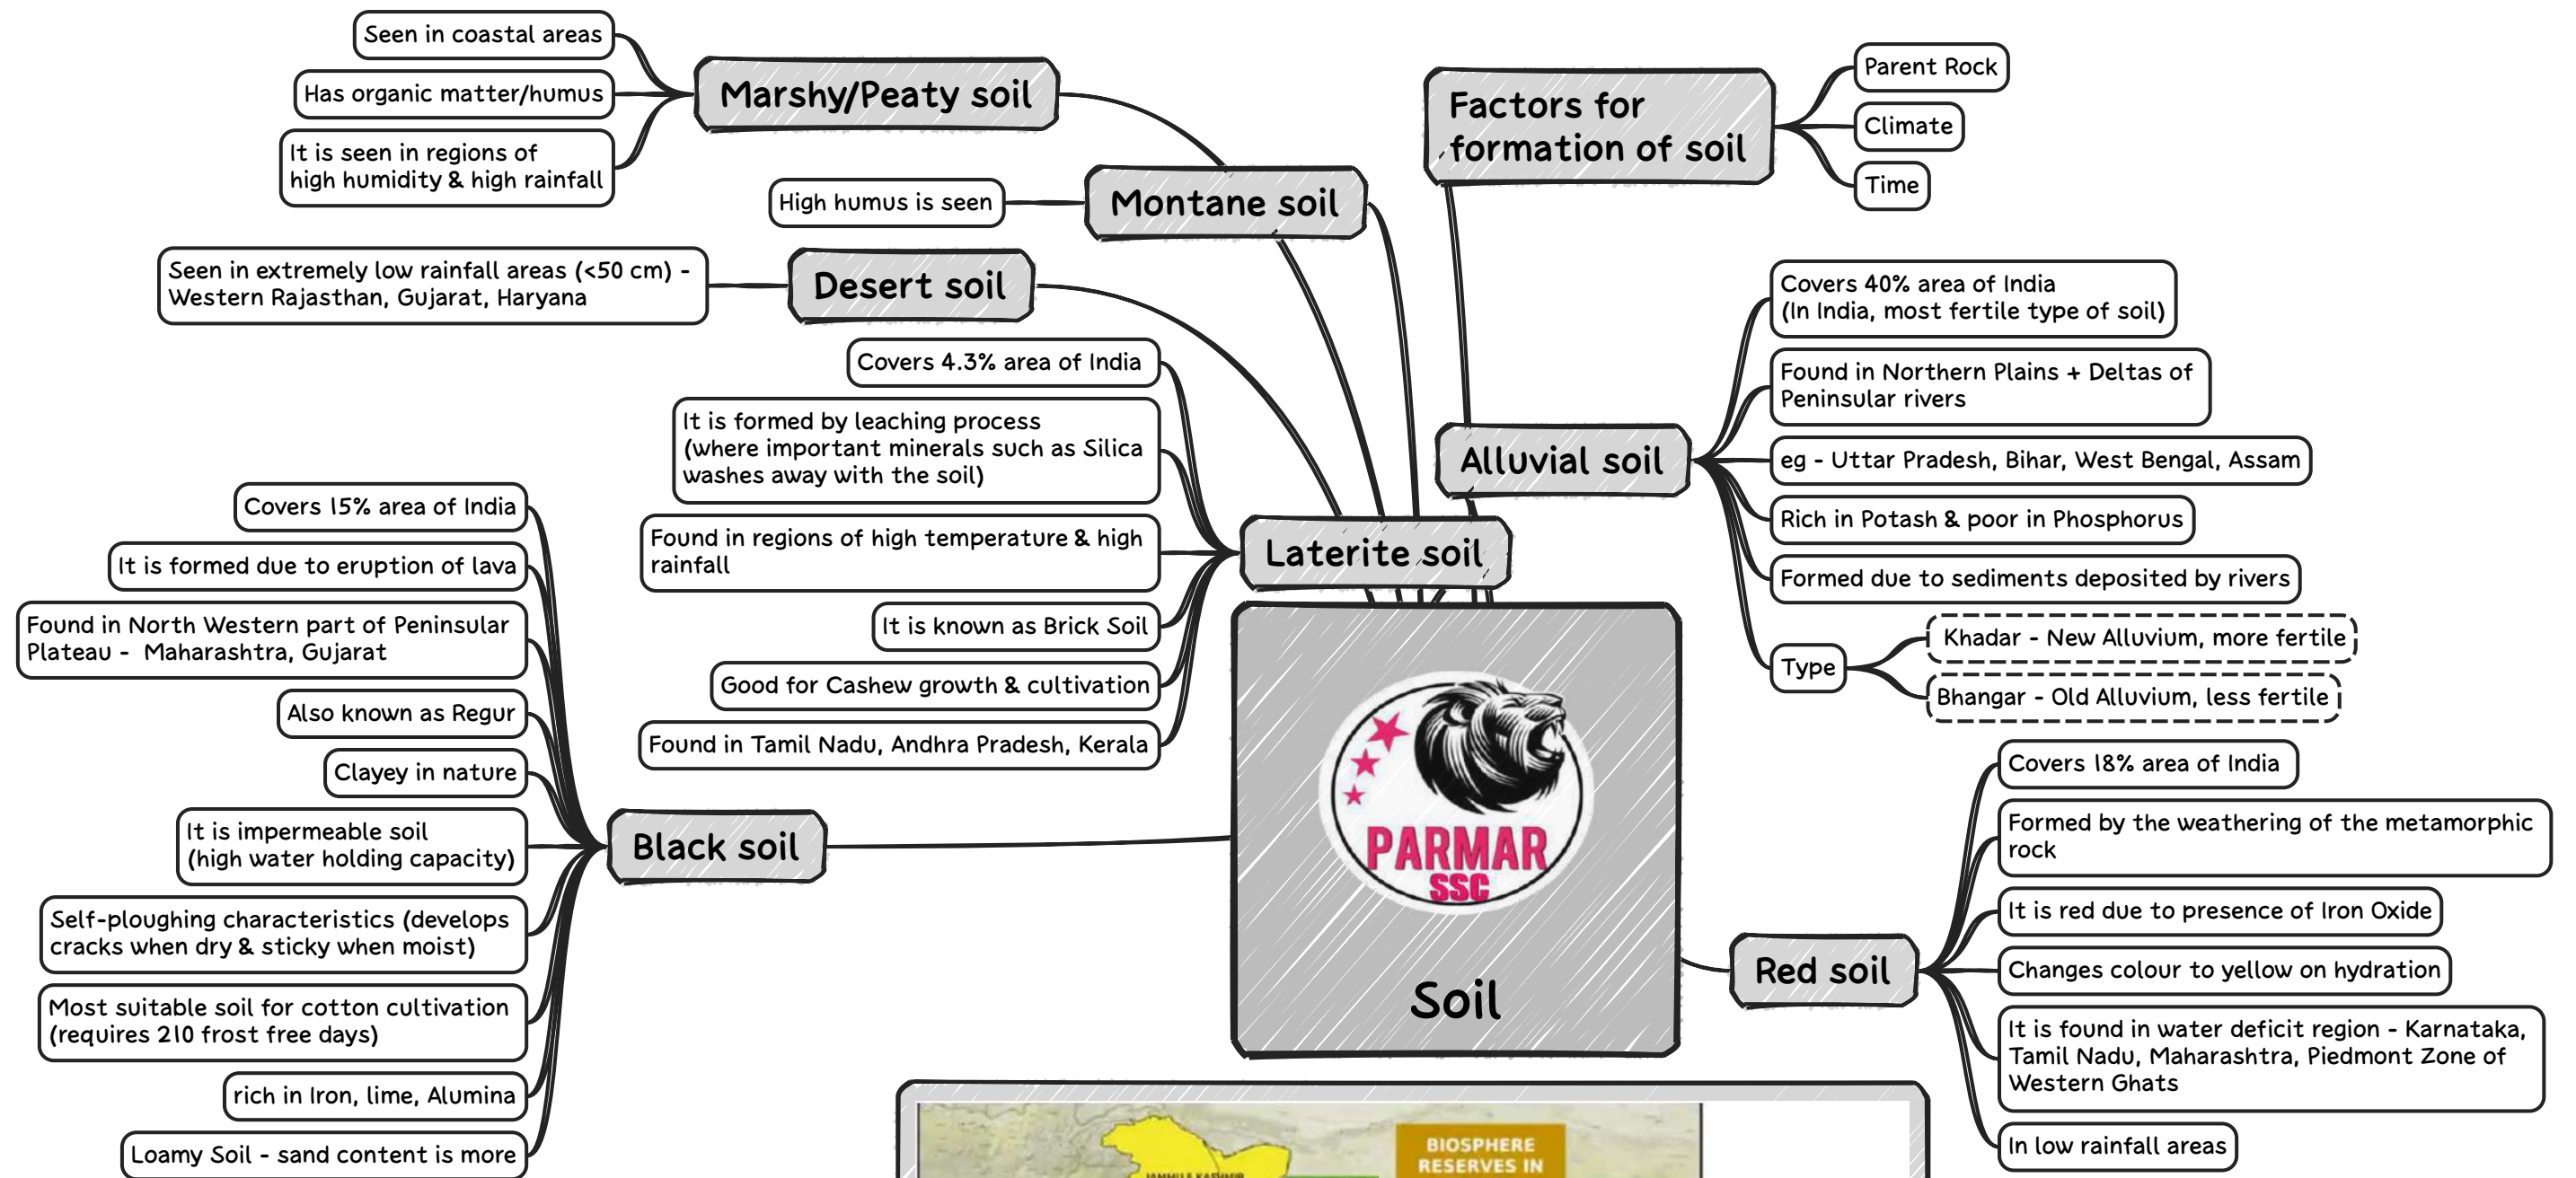 Seen in coastal areas
Has organic matter/humus
It is seen in regions of
high humidity & high rainfall
Marshy/Peaty soil
High humus is seen
Montane soil
Seen in extremely low rainfall areas (<50 cm) -
Western Rajasthan, Gujarat, Haryana
Desert soil
Covers 4.3% area of India
It is formed by leaching process
(where important minerals such as Silica
washes away with the soil)
Found in regions of high temperature & high
rainfall
It is known as Brick Soil
Good for Cashew growth & cultivation
Found in Tamil Nadu, Andhra Pradesh, Kerala
Laterite soil
Covers 15% area of India
It is formed due to eruption of lava
Found in North Western part of Peninsular
Plateau - Maharashtra, Gujarat
Also known as Regur
Clayey in nature
It is impermeable soil
(high water holding capacity)
Self-ploughing characteristics (develops
cracks when dry & sticky when moist)
Most suitable soil for cotton cultivation
(requires 210 frost free days)
rich in Iron, lime, Alumina
Loamy Soil - sand content is more
Black soil
Factors for
formation of soil
Parent Rock
Climate
Time
Alluvial soil
Covers 40% area of India
(In India, most fertile type of soil)
Found in Northern Plains + Deltas of
Peninsular rivers
eg - Uttar Pradesh, Bihar, West Bengal, Assam
Rich in Potash & poor in Phosphorus
Formed due to sediments deposited by rivers
Type
Khadar - New Alluvium, more fertile
Bhangar - Old Alluvium, less fertile
PARMAR
SSC
Soil
Red soil
Covers 18% area of India
Formed by the weathering of the metamorphic
rock
It is red due to presence of Iron Oxide
Changes colour to yellow on hydration
It is found in water deficit region - Karnataka,
Tamil Nadu, Maharashtra, Piedmont Zone of
Western Ghats
In low rainfall areas
BIOSPHERE
RESERVES IN